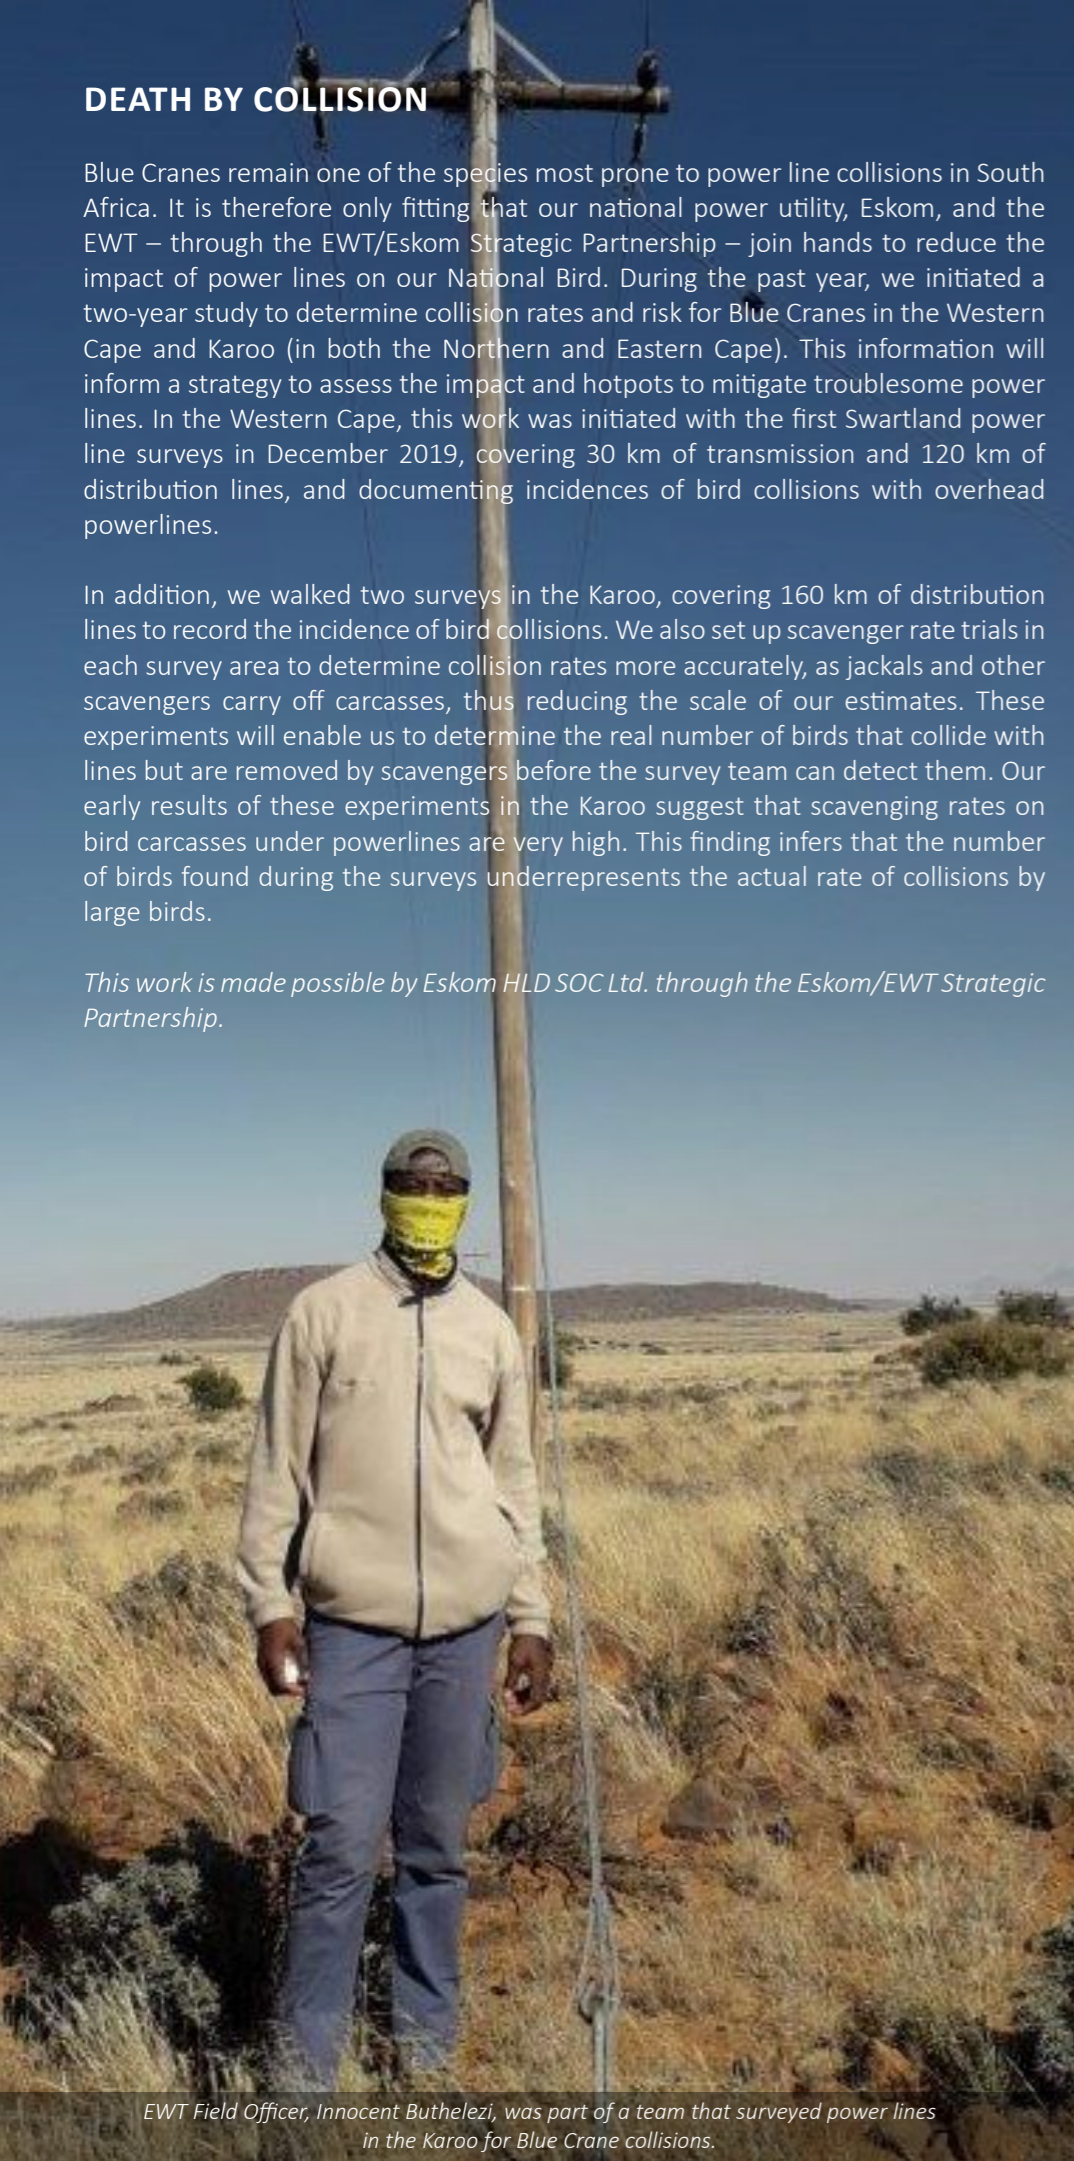 DEATH BY COLLISION
Blue Cranes remain one of the species most prone to power line collisions in South
Africa. It is therefore only fitting that our national power utility, Eskom, and the
EWT – through the EWT/Eskom Strategic Partnership – join hands to reduce the
impact of power lines on our National Bird. During the past year, we initiated a
two-year study to determine collision rates and risk for Blue Cranes in the Western
Cape and Karoo (in both the Northern and Eastern Cape). This information will
inform a strategy to assess the impact and hotpots to mitigate troublesome power
lines. In the Western Cape, this work was initiated with the first Swartland power
line surveys in December 2019, covering 30 km of transmission and 120 km of
distribution lines, and documenting incidences of bird collisions with overhead
powerlines.
In addition, we walked two surveys in the Karoo, covering 160 km of distribution
lines to record the incidence of bird collisions. We also set up scavenger rate trials in
each survey area to determine collision rates more accurately, as jackals and other
scavengers carry off carcasses, thus reducing the scale of our estimates. These
experiments will enable us to determine the real number of birds that collide with
lines but are removed by scavengers before the survey team can detect them. Our
early results of these experiments in the Karoo suggest that scavenging rates on
bird carcasses under powerlines are very high. This finding infers that the number
of birds found during the surveys underrepresents the actual rate of collisions by
large birds.
This work is made possible by Eskom HLD SOC Ltd. through the Eskom/EWT Strategic
Partnership.
EWT Field Officer, Innocent Buthelezi, was part of a team that surveyed power lines
in the Karoo for Blue Crane collisions.